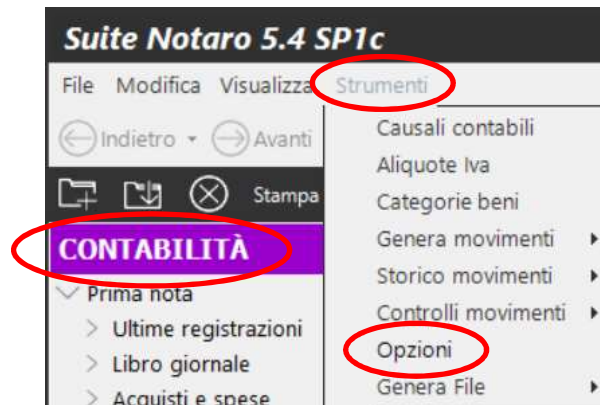 Suite Notaro 5.4 SP1c
File Modifica Visualizza Strumenti
Indietro Avanti
Stampa
CONTABILITÀ
Prima nota
Ultime registrazioni
Libro giornale
Acquisti e spese
Causali contabili
Aliquote Iva
Categorie beni
Genera movimenti
Storico movimenti
Controlli movimenti
Opzioni
Genera File